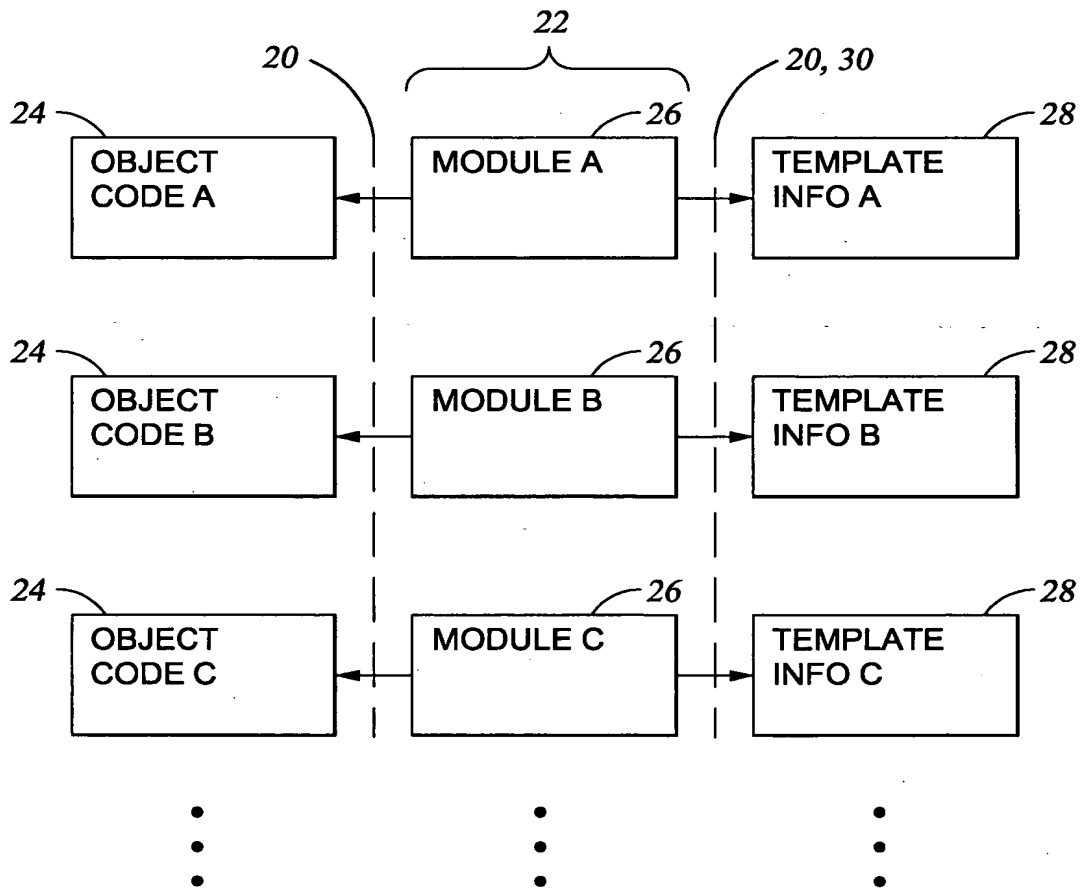 22
20
20, 30
24
26
28
OBJECT
CODE A
MODULE A
TEMPLATE
INFO A
24
26
28
OBJECT
CODE B
MODULE B
TEMPLATE
INFO B
24
26
28
OBJECT
CODE C
MODULE C
TEMPLATE
INFO C